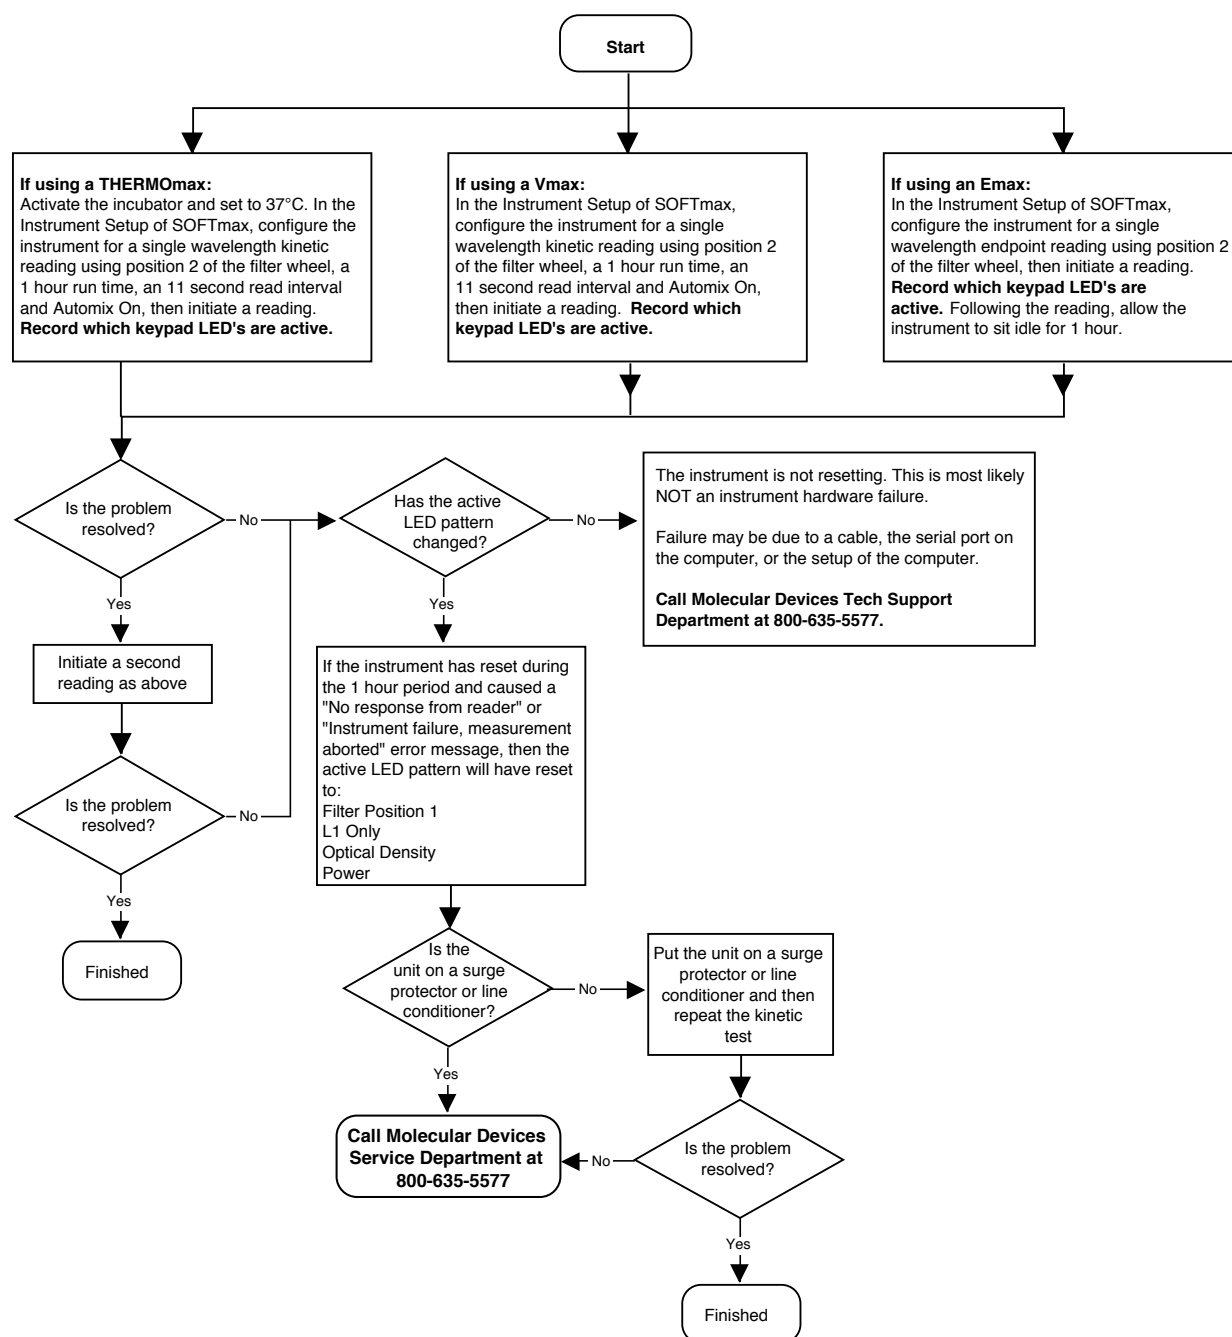 Start
If using a THERMOmax:
Activate the incubator and set to 37°C. In the
Instrument Setup of SOFTmax, configure the
instrument for a single wavelength kinetic
reading using position 2 of the filter wheel, a
1 hour run time, an 11 second read interval
and Automix On, then initiate a reading.
Record which keypad LED's are active.
If using a Vmax:
In the Instrument Setup of SOFTmax,
configure the instrument for a single
wavelength kinetic reading using position 2
of the filter wheel, a 1 hour run time, an
11 second read interval and Automix On,
then initiate a reading. Record which
keypad LED's are active.
If using an Emax:
In the Instrument Setup of SOFTmax,
configure the instrument for a single
wavelength endpoint reading using position 2
of the filter wheel, then initiate a reading.
Record which keypad LED's are
active. Following the reading, allow the
instrument to sit idle for 1 hour.
Is the problem
resolved?
No
Has the active
LED pattern
changed?
No
The instrument is not resetting. This is most likely
NOT an instrument hardware failure.
Failure may be due to a cable, the serial port on
the computer, or the setup of the computer.
Call Molecular Devices Tech Support
Department at 800-635-5577.
Yes
Yes
Initiate a second
reading as above
If the instrument has reset during
the 1 hour period and caused a
"No response from reader" or
"Instrument failure, measurement
aborted" error message, then the
active LED pattern will have reset
to:
Filter Position 1
L1 Only
Optical Density
Power
Is the problem
resolved?
No
Yes
Finished
Is the
unit on a surge
protector or line
conditioner?
No
Put the unit on a surge
protector or line
conditioner and then
repeat the kinetic
test
Yes
Call Molecular Devices
Service Department at
800-635-5577
No
Is the problem
resolved?
Yes
Finished